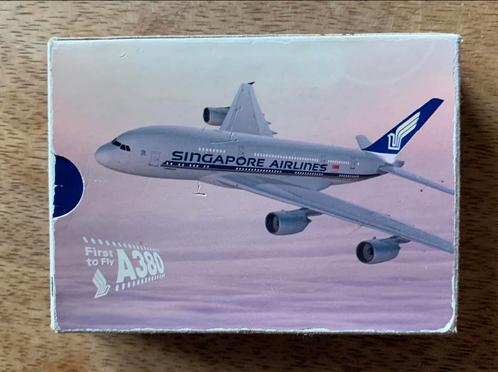 SINGAPORE AIRLINES
First
to Fly
A380